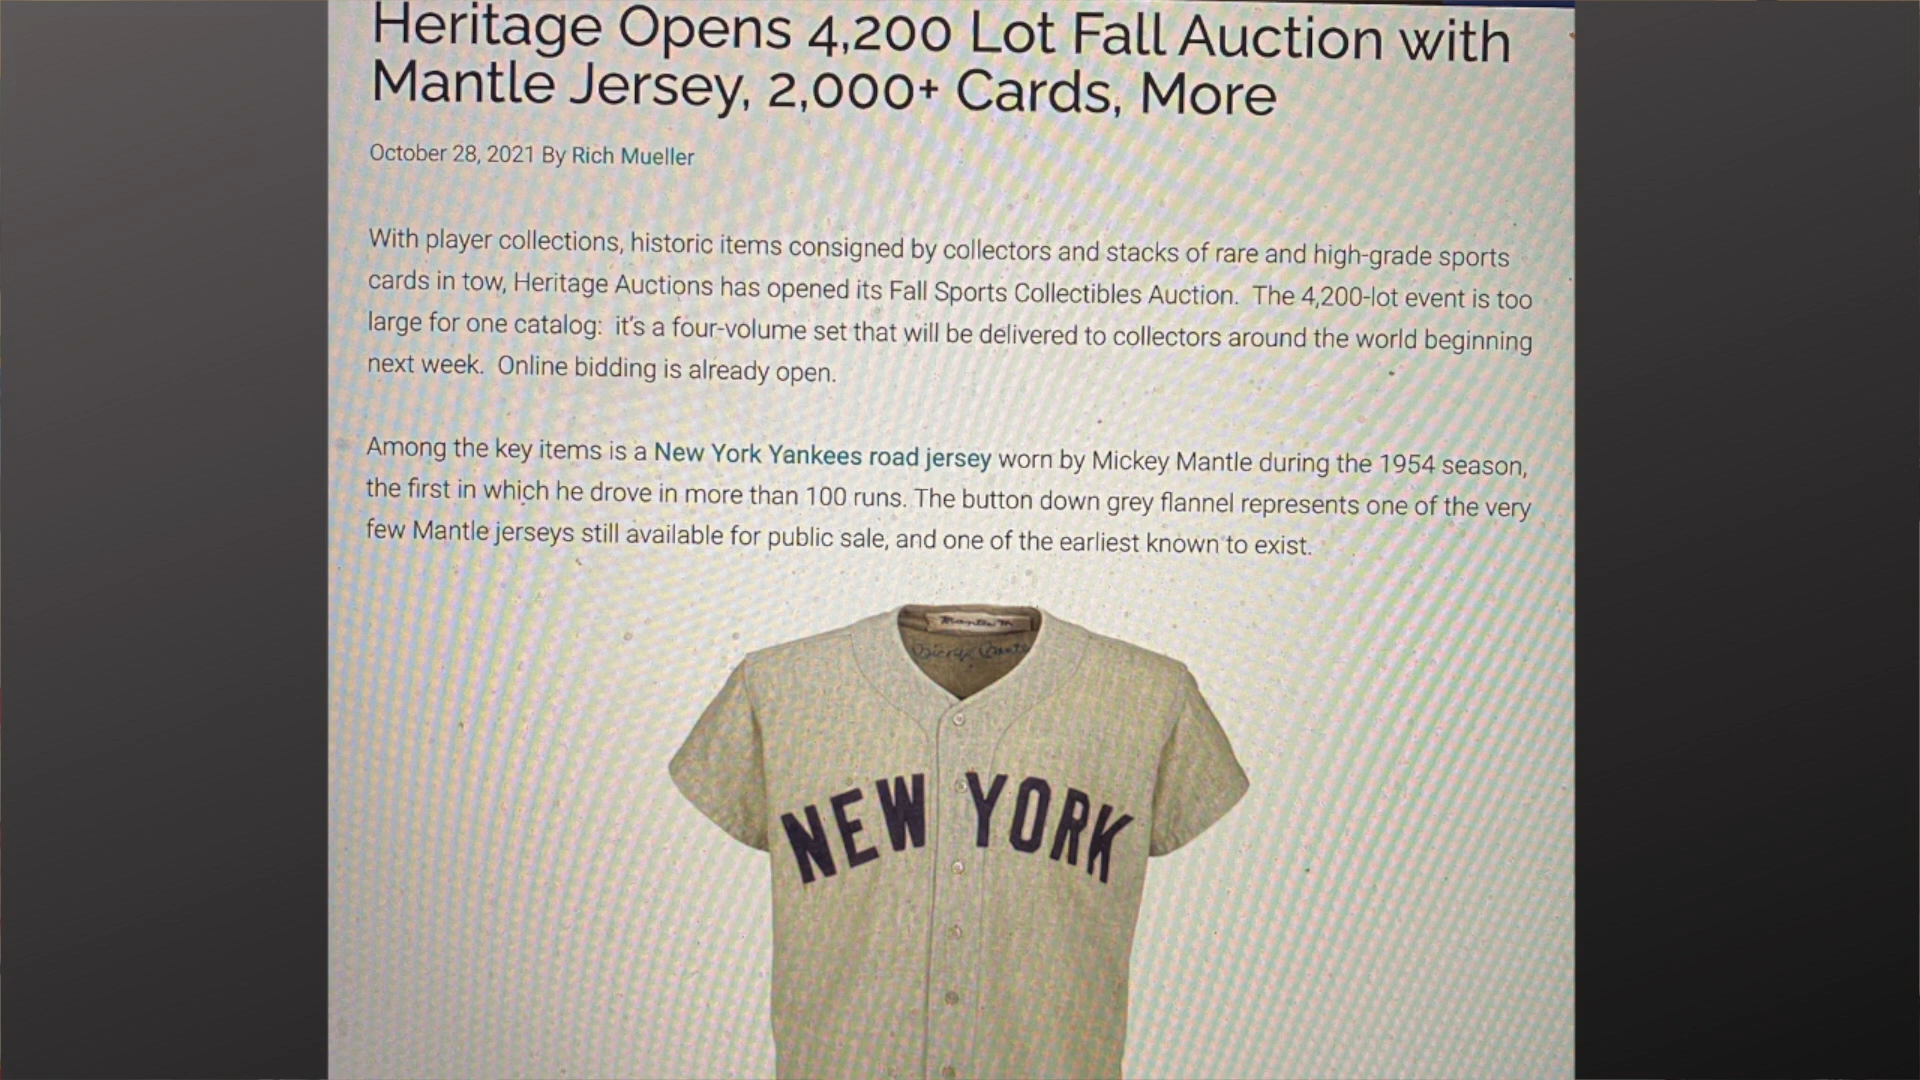 Heritage Opens 4,200 Lot Fall Auction with
Mantle Jersey, 2,000+ Cards, More
October 28, 2021 By Rich Mueller
With player collections, historic items consigned by collectors and stacks of rare and high-grade sports
cards in tow, Heritage Auctions has opened its Fall Sports Collectibles Auction. The 4,200-lot event is too
large for one catalog: it's a four-volume set that will be delivered to collectors around the world beginning
next week. Online bidding is already open.
Among the key items is a New York Yankees road jersey worn by Mickey Mantle during the 1954 season,
the first in which he drove in more than 100 runs. The button down grey flannel represents one of the very
few Mantle jerseys still available for public sale, and one of the earliest known to exist.
NEW YORK